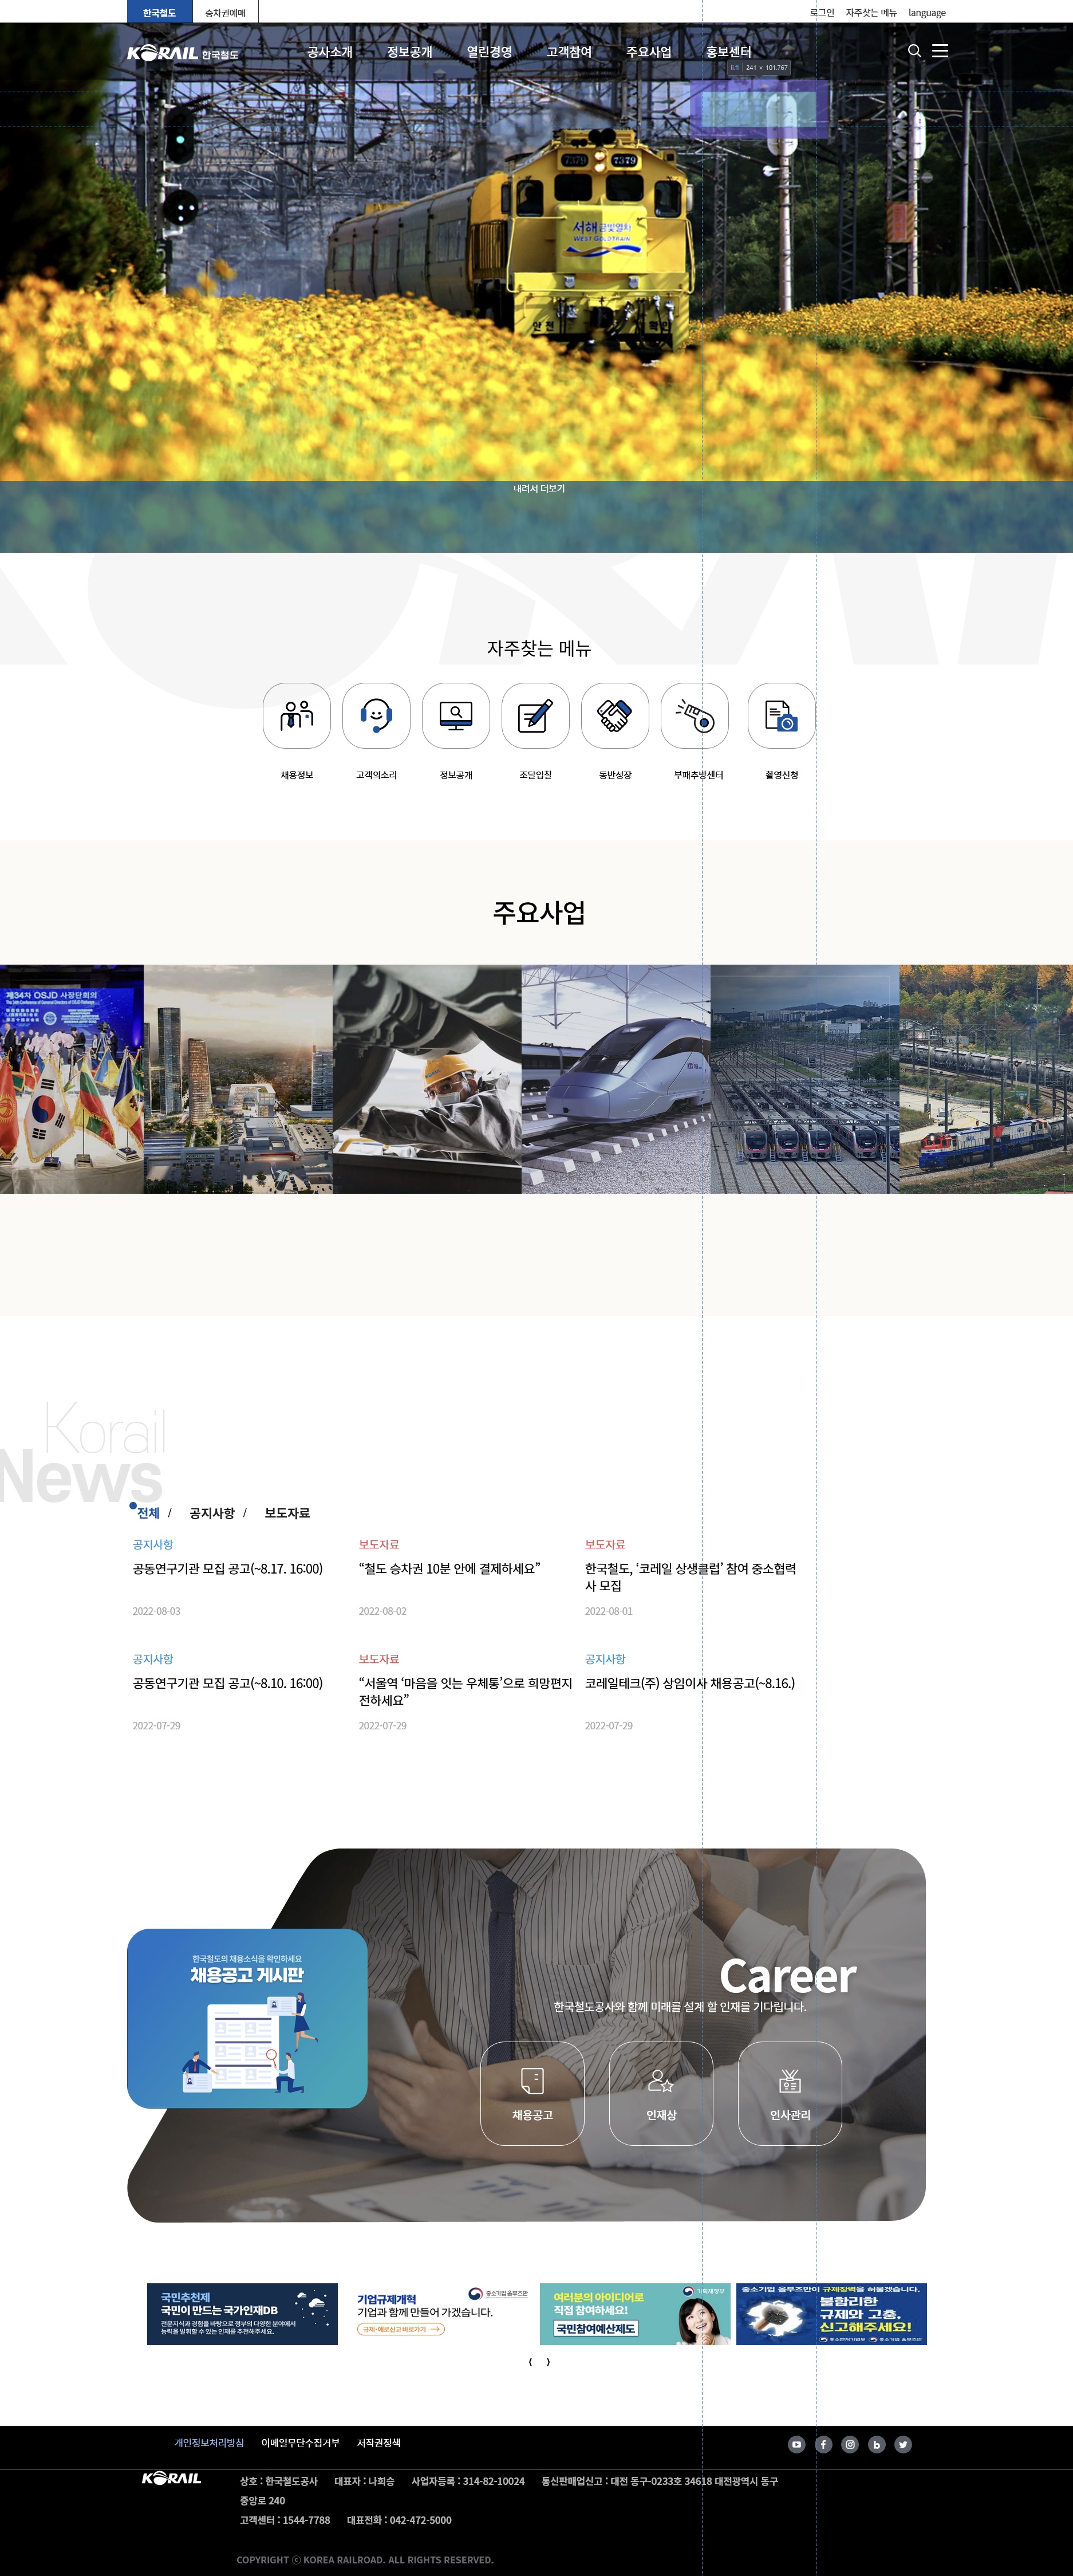 한국철도
승차권예매
로그인
자주찾는 메뉴
language
KORAIL 한국철도
공사소개
정보공개
열린경영
고객참여
주요사업
홍보센터
241 × 101.767
7379
7379
서해금빛열차
WEST GOLD TRAIN
안전
확인
내려서 더보기
자주찾는 메뉴
채용정보
고객의소리
정보공개
조달입찰
동반성장
부패추방센터
촬영신청
주요사업
제34차 OSJD 사장단회의
Korail
News
전체 /
공지사항 /
보도자료
공지사항
공동연구기관 모집 공고(~8.17. 16:00)
2022-08-03
보도자료
“철도 승차권 10분 안에 결제하세요”
2022-08-02
보도자료
한국철도, ‘코레일 상생클럽’ 참여 중소협력
사 모집
2022-08-01
공지사항
공동연구기관 모집 공고(~8.10. 16:00)
2022-07-29
보도자료
“서울역 ‘마음을 잇는 우체통’으로 희망편지
전하세요”
2022-07-29
공지사항
코레일테크(주) 상임이사 채용공고(~8.16.)
2022-07-29
한국철도의 채용소식을 확인하세요
채용공고 게시판
Career
한국철도공사와 함께 미래를 설계 할 인재를 기다립니다.
채용공고
인재상
인사관리
국민추천제
국민이 만드는 국가인재DB
전문지식과 경험을 바탕으로 정부의 다양한 분야에서
능력을 발휘할 수 있는 인재를 추천해주세요.
중소기업 옴부즈만
기업규제개혁
기업과 함께 만들어 가겠습니다.
규제·애로신고 바로가기
기획재정부
여러분의 아이디어로
직접 참여하세요!
국민참여예산제도
중소기업 옴부즈만이 규제장벽을 허물겠습니다.
불합리한
규제와 고충,
신고해주세요!
중소벤처기업부
중소기업 옴부즈만
개인정보처리방침
이메일무단수집거부
저작권정책
KORAIL
상호 : 한국철도공사
대표자 : 나희승
사업자등록 : 314-82-10024
통신판매업신고 : 대전 동구-0233호 34618 대전광역시 동구
중앙로 240
고객센터 : 1544-7788
대표전화 : 042-472-5000
COPYRIGHT ⓒ KOREA RAILROAD. ALL RIGHTS RESERVED.